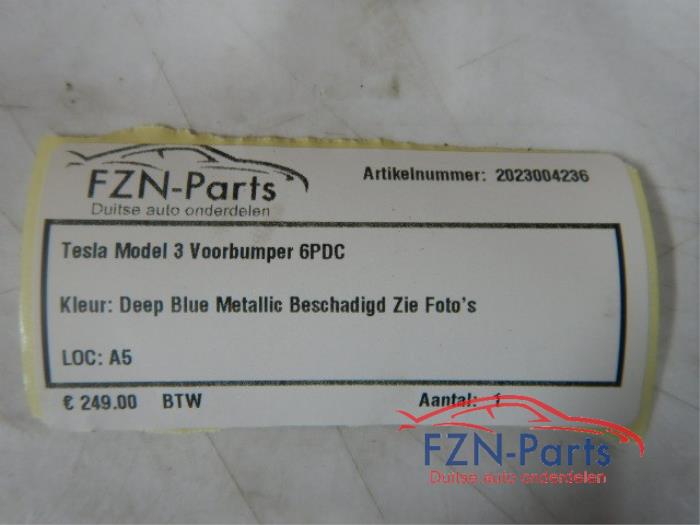 FZN-Parts
Duitse auto onderdelen
Artikelnummer: 2023004236
Tesla Model 3 Voorbumper 6PDC
Kleur: Deep Blue Metallic Beschadigd Zie Foto's
LOC: A5
€ 249.00 BTW
Aantal: 1
FZN-Parts
Duitse auto onderdelen